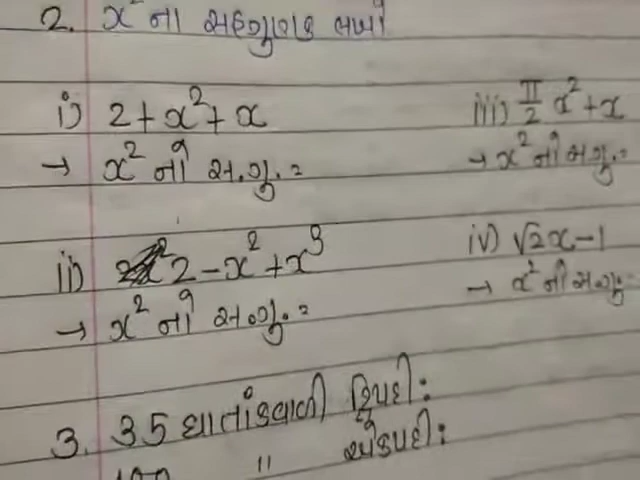 2. x² ના સહગુણક લખો
i) 2 + x² + x
→ x² નો સ.ગુ. =
iii) π/2 x² + x
→ x² નો સ.ગુ. =
ii) 2 - x² + x³
→ x² નો સ.ગુ. =
iv) √2x - 1
→ x² નો સ.ગુ. =
3. 35 ઘાતાંકવાળી દ્વિપદી :
100 " એકપદી :